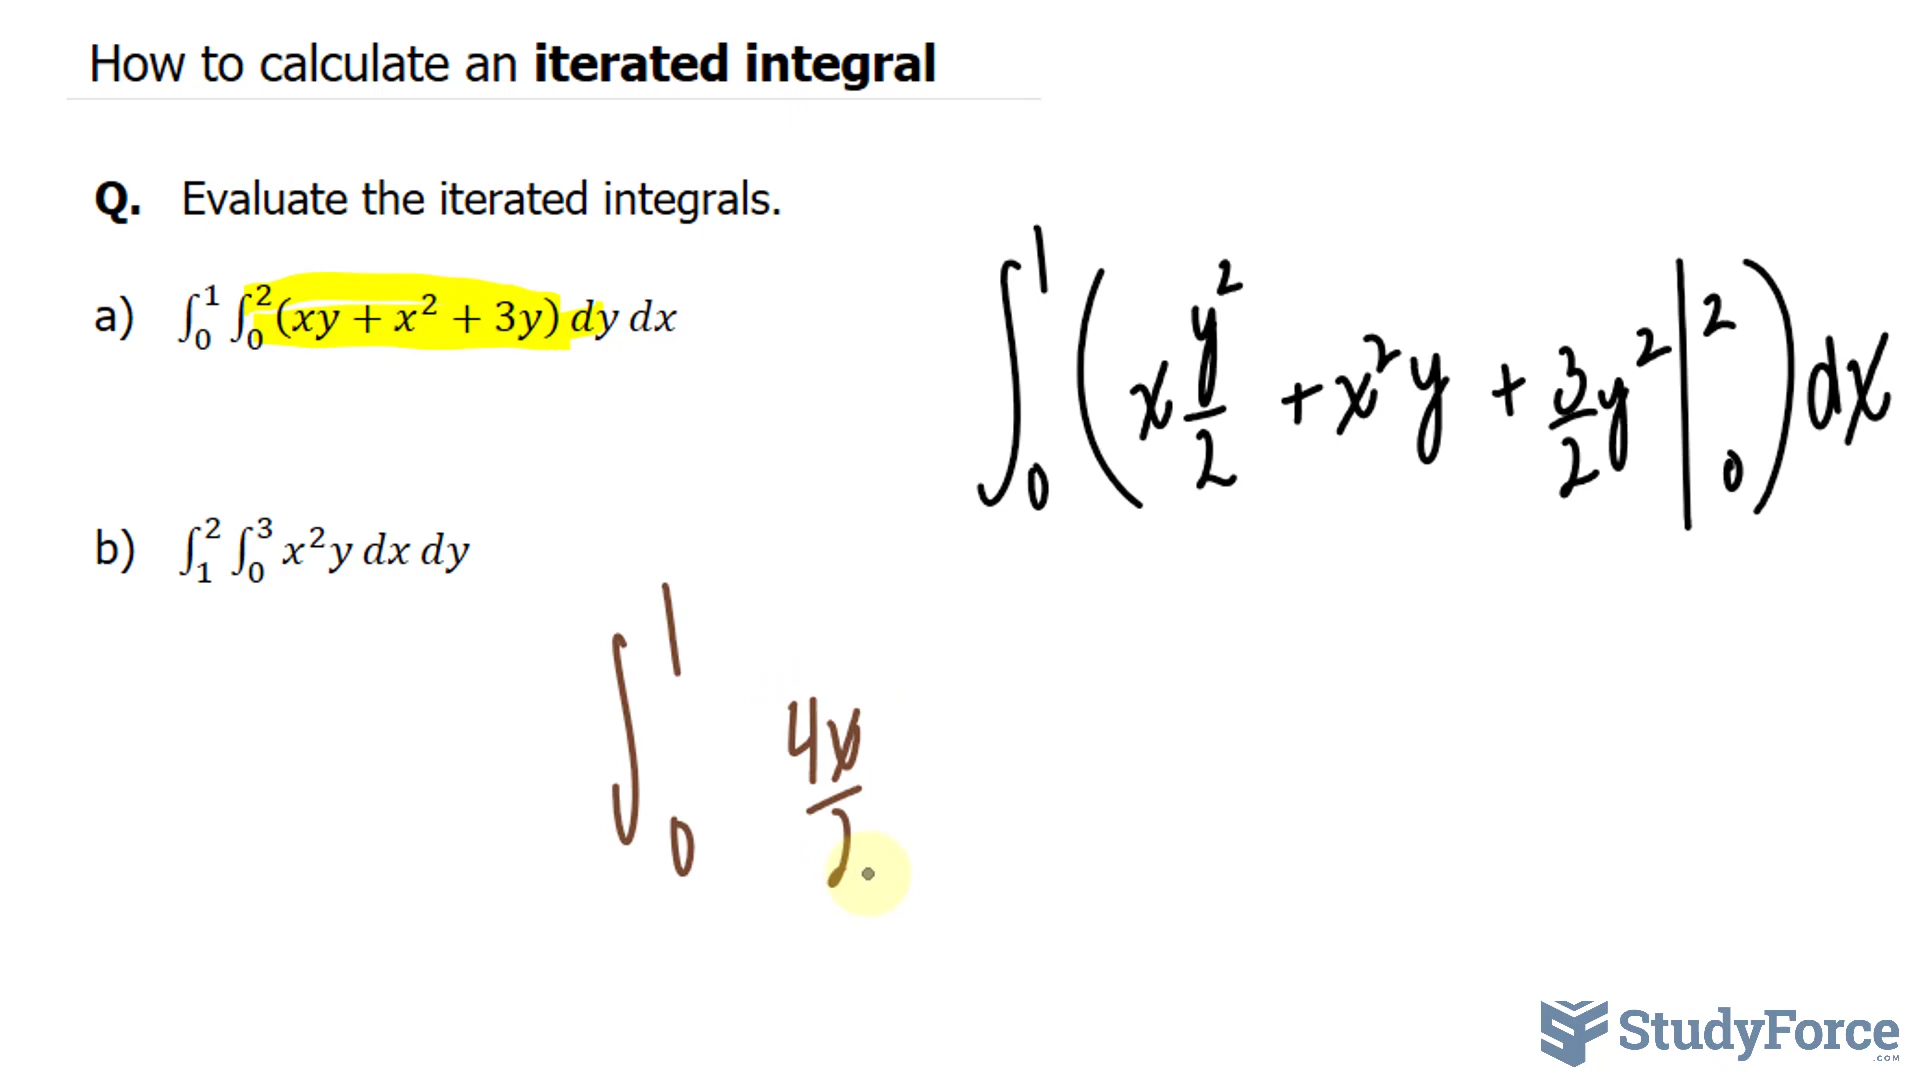 How to calculate an iterated integral
Q. Evaluate the iterated integrals.
a) ∫₀¹ ∫₀² (xy + x² + 3y) dy dx
∫₀¹ ( x y²/2 + x²y + 3/2 y² |₀² ) dx
b) ∫₁² ∫₀³ x²y dx dy
∫₀¹ 4x/2
StudyForce
.COM